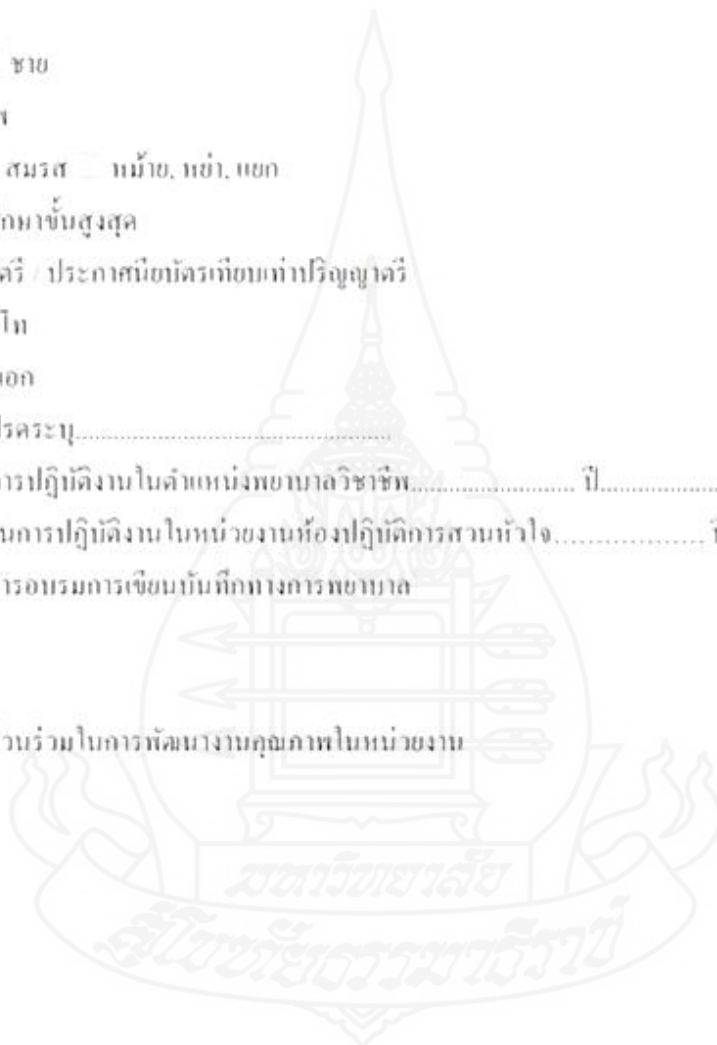 ชาย
พ
สมรส หม้าย, หย่า, แยก
กษาขั้นสูงสุด
ตรี / ประกาศนียบัตรเทียบเท่าปริญญาตรี
โท
อก
ปรดระบุ.............................................
การปฏิบัติงานในตำแหน่งพยาบาลวิชาชีพ........................ ปี..................
นการปฏิบัติงานในหน่วยงานห้องปฏิบัติการสวนหัวใจ.................. ปี
ารอบรมการเขียนบันทึกทางการพยาบาล
วนร่วมในการพัฒนางานคุณภาพในหน่วยงาน
มหาวิทยาลัย
สุโขทัยธรรมาธิราช